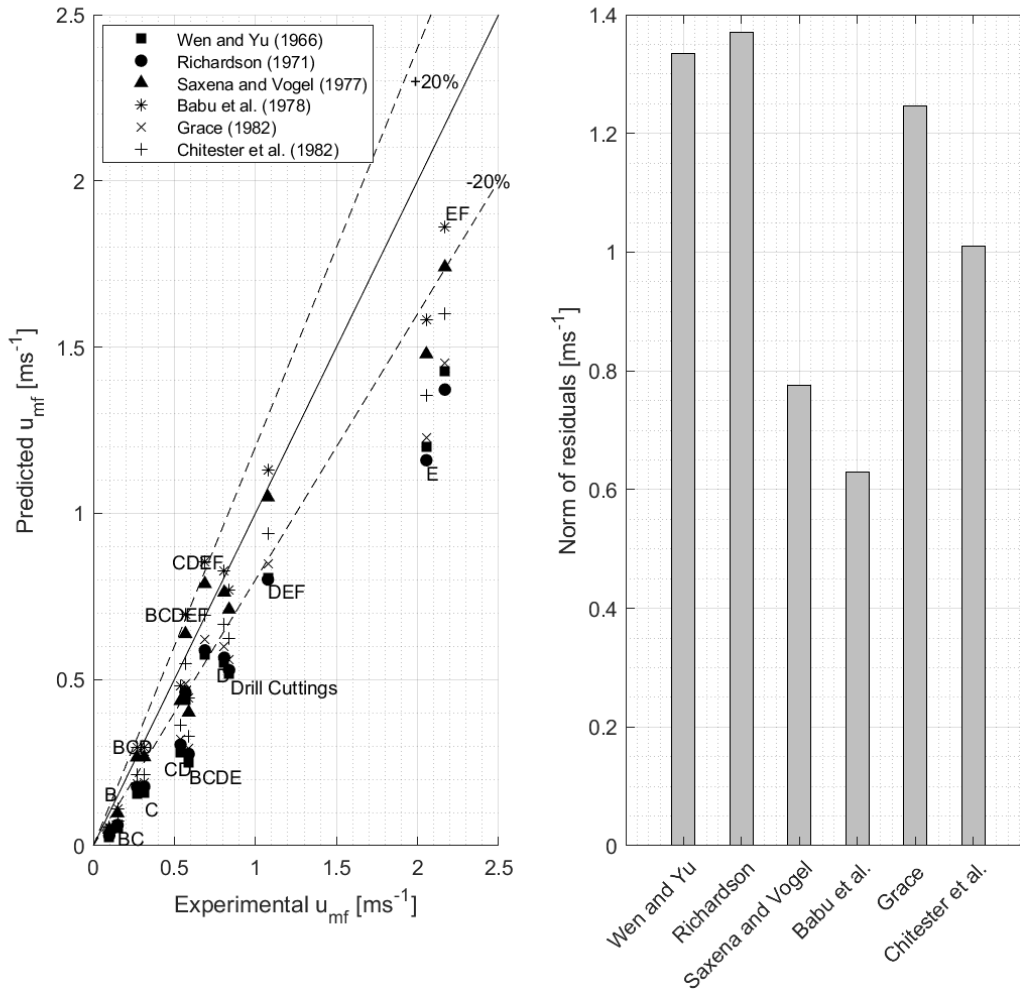 2.5
2
1.5
1
0.5
0
Predicted u_mf [ms^-1]
Wen and Yu (1966)
Richardson (1971)
Saxena and Vogel (1977)
Babu et al. (1978)
Grace (1982)
Chitester et al. (1982)
+20%
-20%
EF
E
CDEF
DEF
BCDEF
D
Drill Cuttings
BCD
CD
BCDE
B
C
BC
0 0.5 1 1.5 2 2.5
Experimental u_mf [ms^-1]
1.4
1.2
1
0.8
0.6
0.4
0.2
0
Norm of residuals [ms^-1]
Wen and Yu
Richardson
Saxena and Vogel
Babu et al.
Grace
Chitester et al.